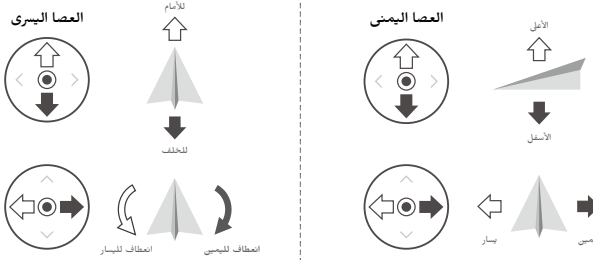 العصا اليمنى
الأعلى
الأسفل
يسار
العصا اليسرى
للأمام
للخلف
انعطاف لليمين
انعطاف لليسار